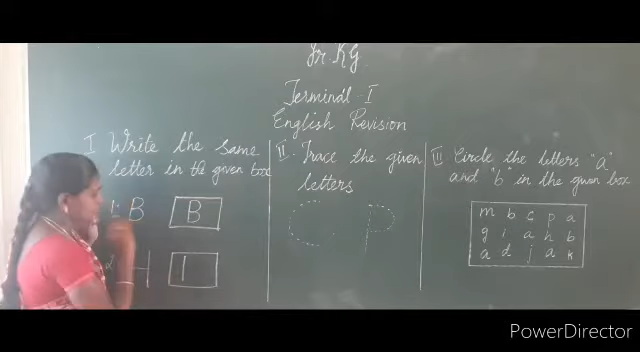 Jr. KG
Terminal - I
English Revision
I Write the same
letter in the given box
1. B B
II Trace the given
letters
C P
III Circle the letters "a"
and "b" in the given box
m b c p a
g i a h b
a d j a k
PowerDirector